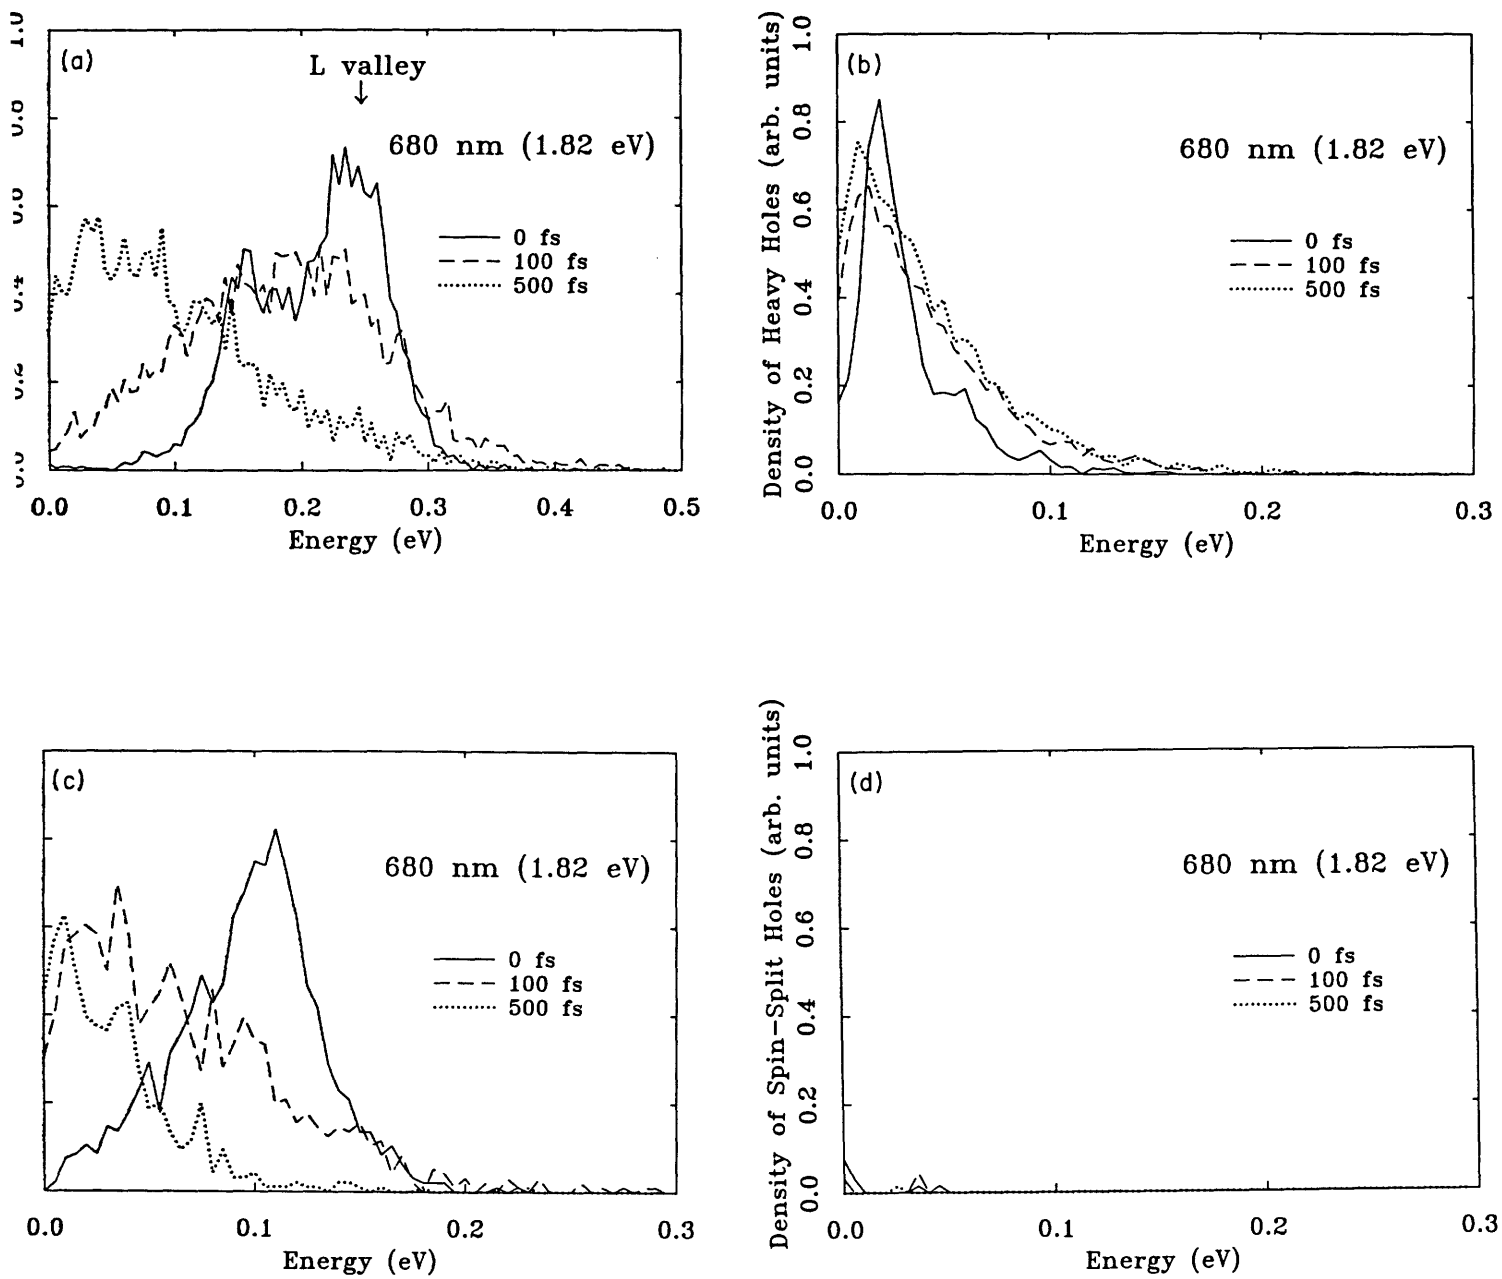 (a)
L valley
680 nm (1.82 eV)
0 fs
100 fs
500 fs
0.0 0.1 0.2 0.3 0.4 0.5
Energy (eV)
(b)
Density of Heavy Holes (arb. units)
1.0
0.8
0.6
0.4
0.2
0.0
680 nm (1.82 eV)
0 fs
100 fs
500 fs
0.0 0.1 0.2 0.3
Energy (eV)
(c)
680 nm (1.82 eV)
0 fs
100 fs
500 fs
0.0 0.1 0.2 0.3
Energy (eV)
(d)
Density of Spin-Split Holes (arb. units)
1.0
0.8
0.6
0.4
0.2
0.0
680 nm (1.82 eV)
0 fs
100 fs
500 fs
0.0 0.1 0.2 0.3
Energy (eV)